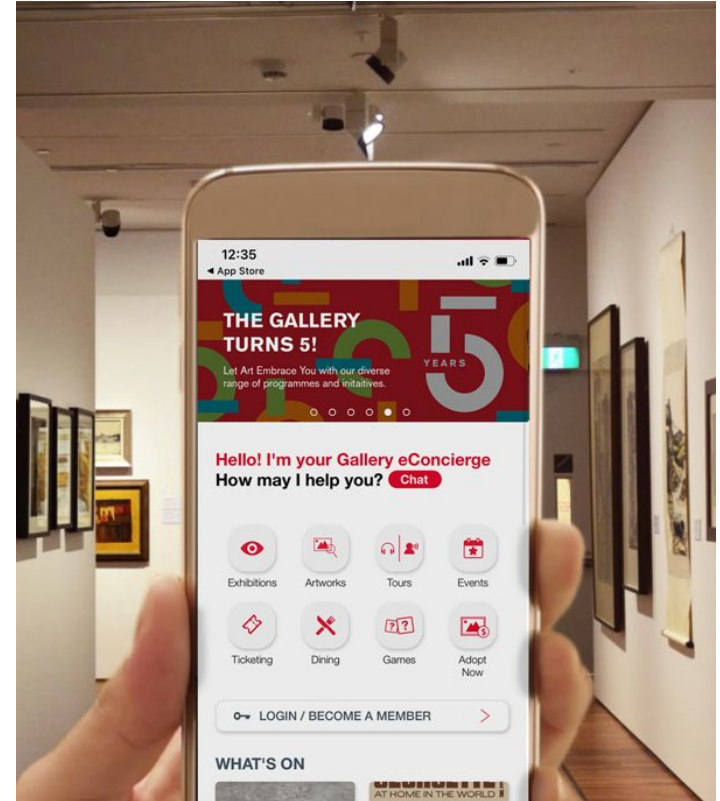 12:35
◀ App Store
THE GALLERY
TURNS 5!
Let Art Embrace You with our diverse
range of programmes and initaitives.
5
YEARS
Hello! I'm your Gallery eConcierge
How may I help you? Chat
Exhibitions Artworks Tours Events
Ticketing Dining Games Adopt
Now
LOGIN / BECOME A MEMBER >
WHAT'S ON
AT HOME IN THE WORLD